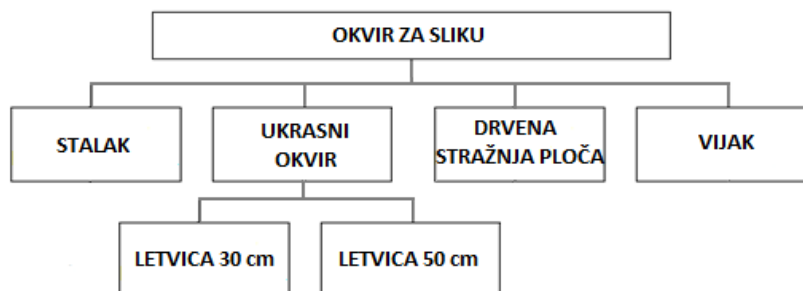 OKVIR ZA SLIKU
STALAK
UKRASNI
OKVIR
DRVENA
STRAŽNJA PLOČA
VIJAK
LETVICA 30 cm
LETVICA 50 cm